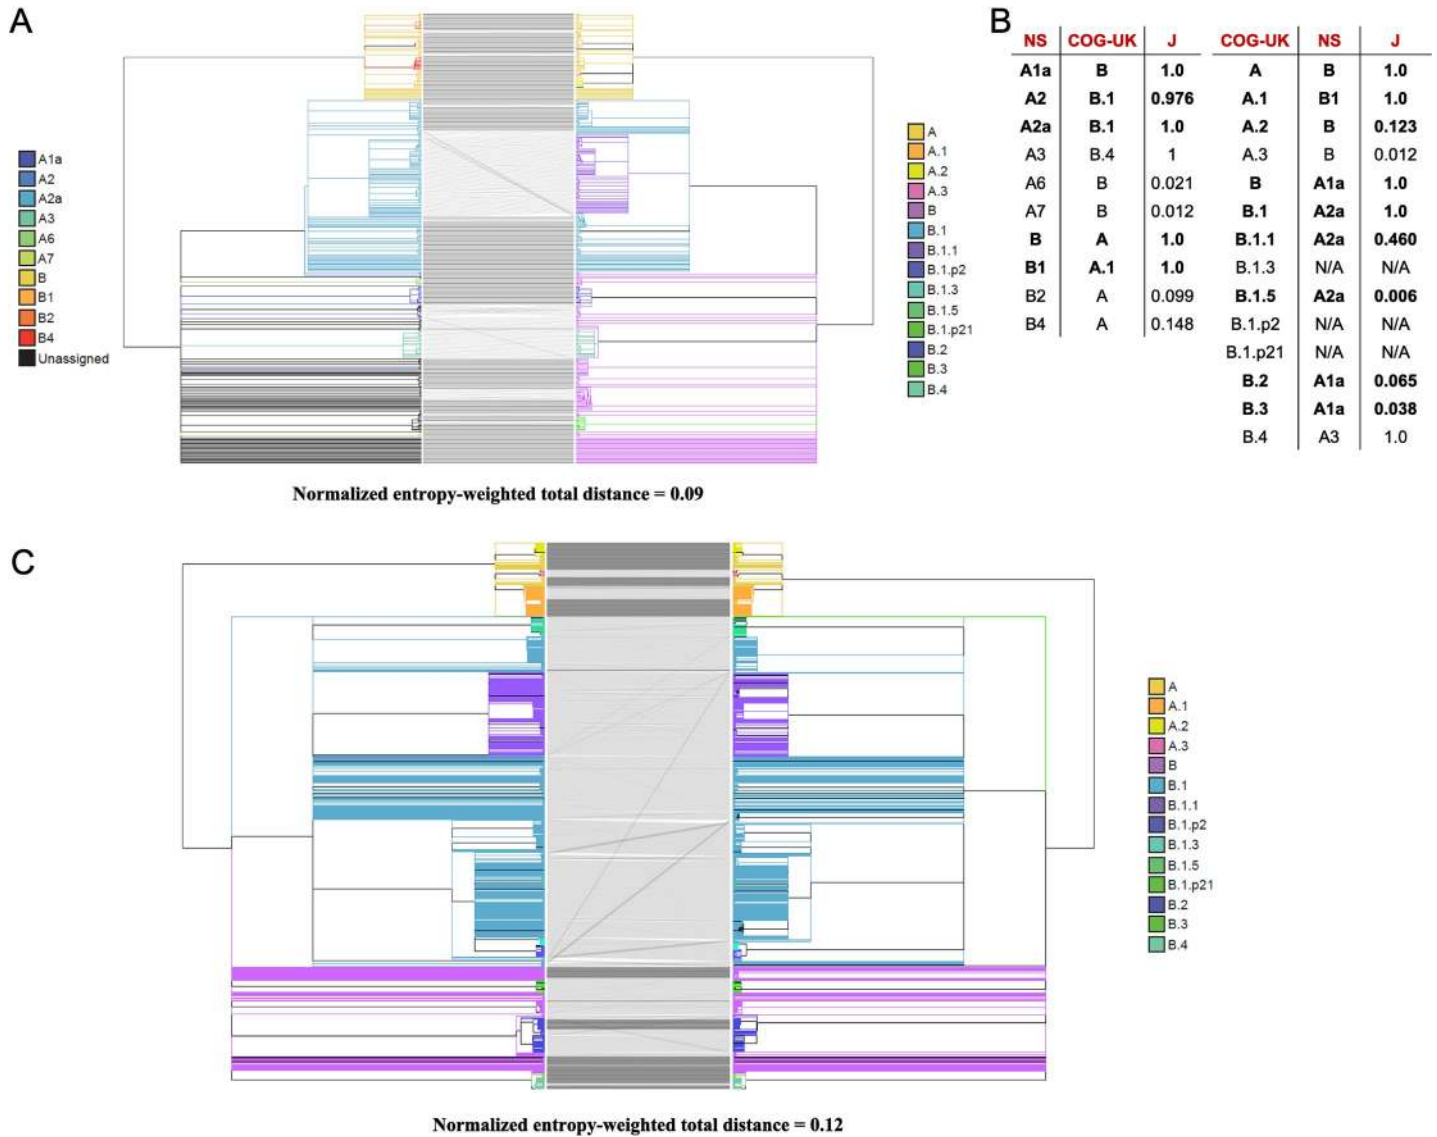 A
A1a
A2
A2a
A3
A6
A7
B
B1
B2
B4
Unassigned
A
A.1
A.2
A.3
B
B.1
B.1.1
B.1.p2
B.1.3
B.1.5
B.1.p21
B.2
B.3
B.4
Normalized entropy-weighted total distance = 0.09
B
NS COG-UK J COG-UK NS J
A1a B 1.0 A B 1.0
A2 B.1 0.976 A.1 B1 1.0
A2a B.1 1.0 A.2 B 0.123
A3 B.4 1 A.3 B 0.012
A6 B 0.021 B A1a 1.0
A7 B 0.012 B.1 A2a 1.0
B A 1.0 B.1.1 A2a 0.460
B1 A.1 1.0 B.1.3 N/A N/A
B2 A 0.099 B.1.5 A2a 0.006
B4 A 0.148 B.1.p2 N/A N/A
B.1.p21 N/A N/A
B.2 A1a 0.065
B.3 A1a 0.038
B.4 A3 1.0
C
A
A.1
A.2
A.3
B
B.1
B.1.1
B.1.p2
B.1.3
B.1.5
B.1.p21
B.2
B.3
B.4
Normalized entropy-weighted total distance = 0.12